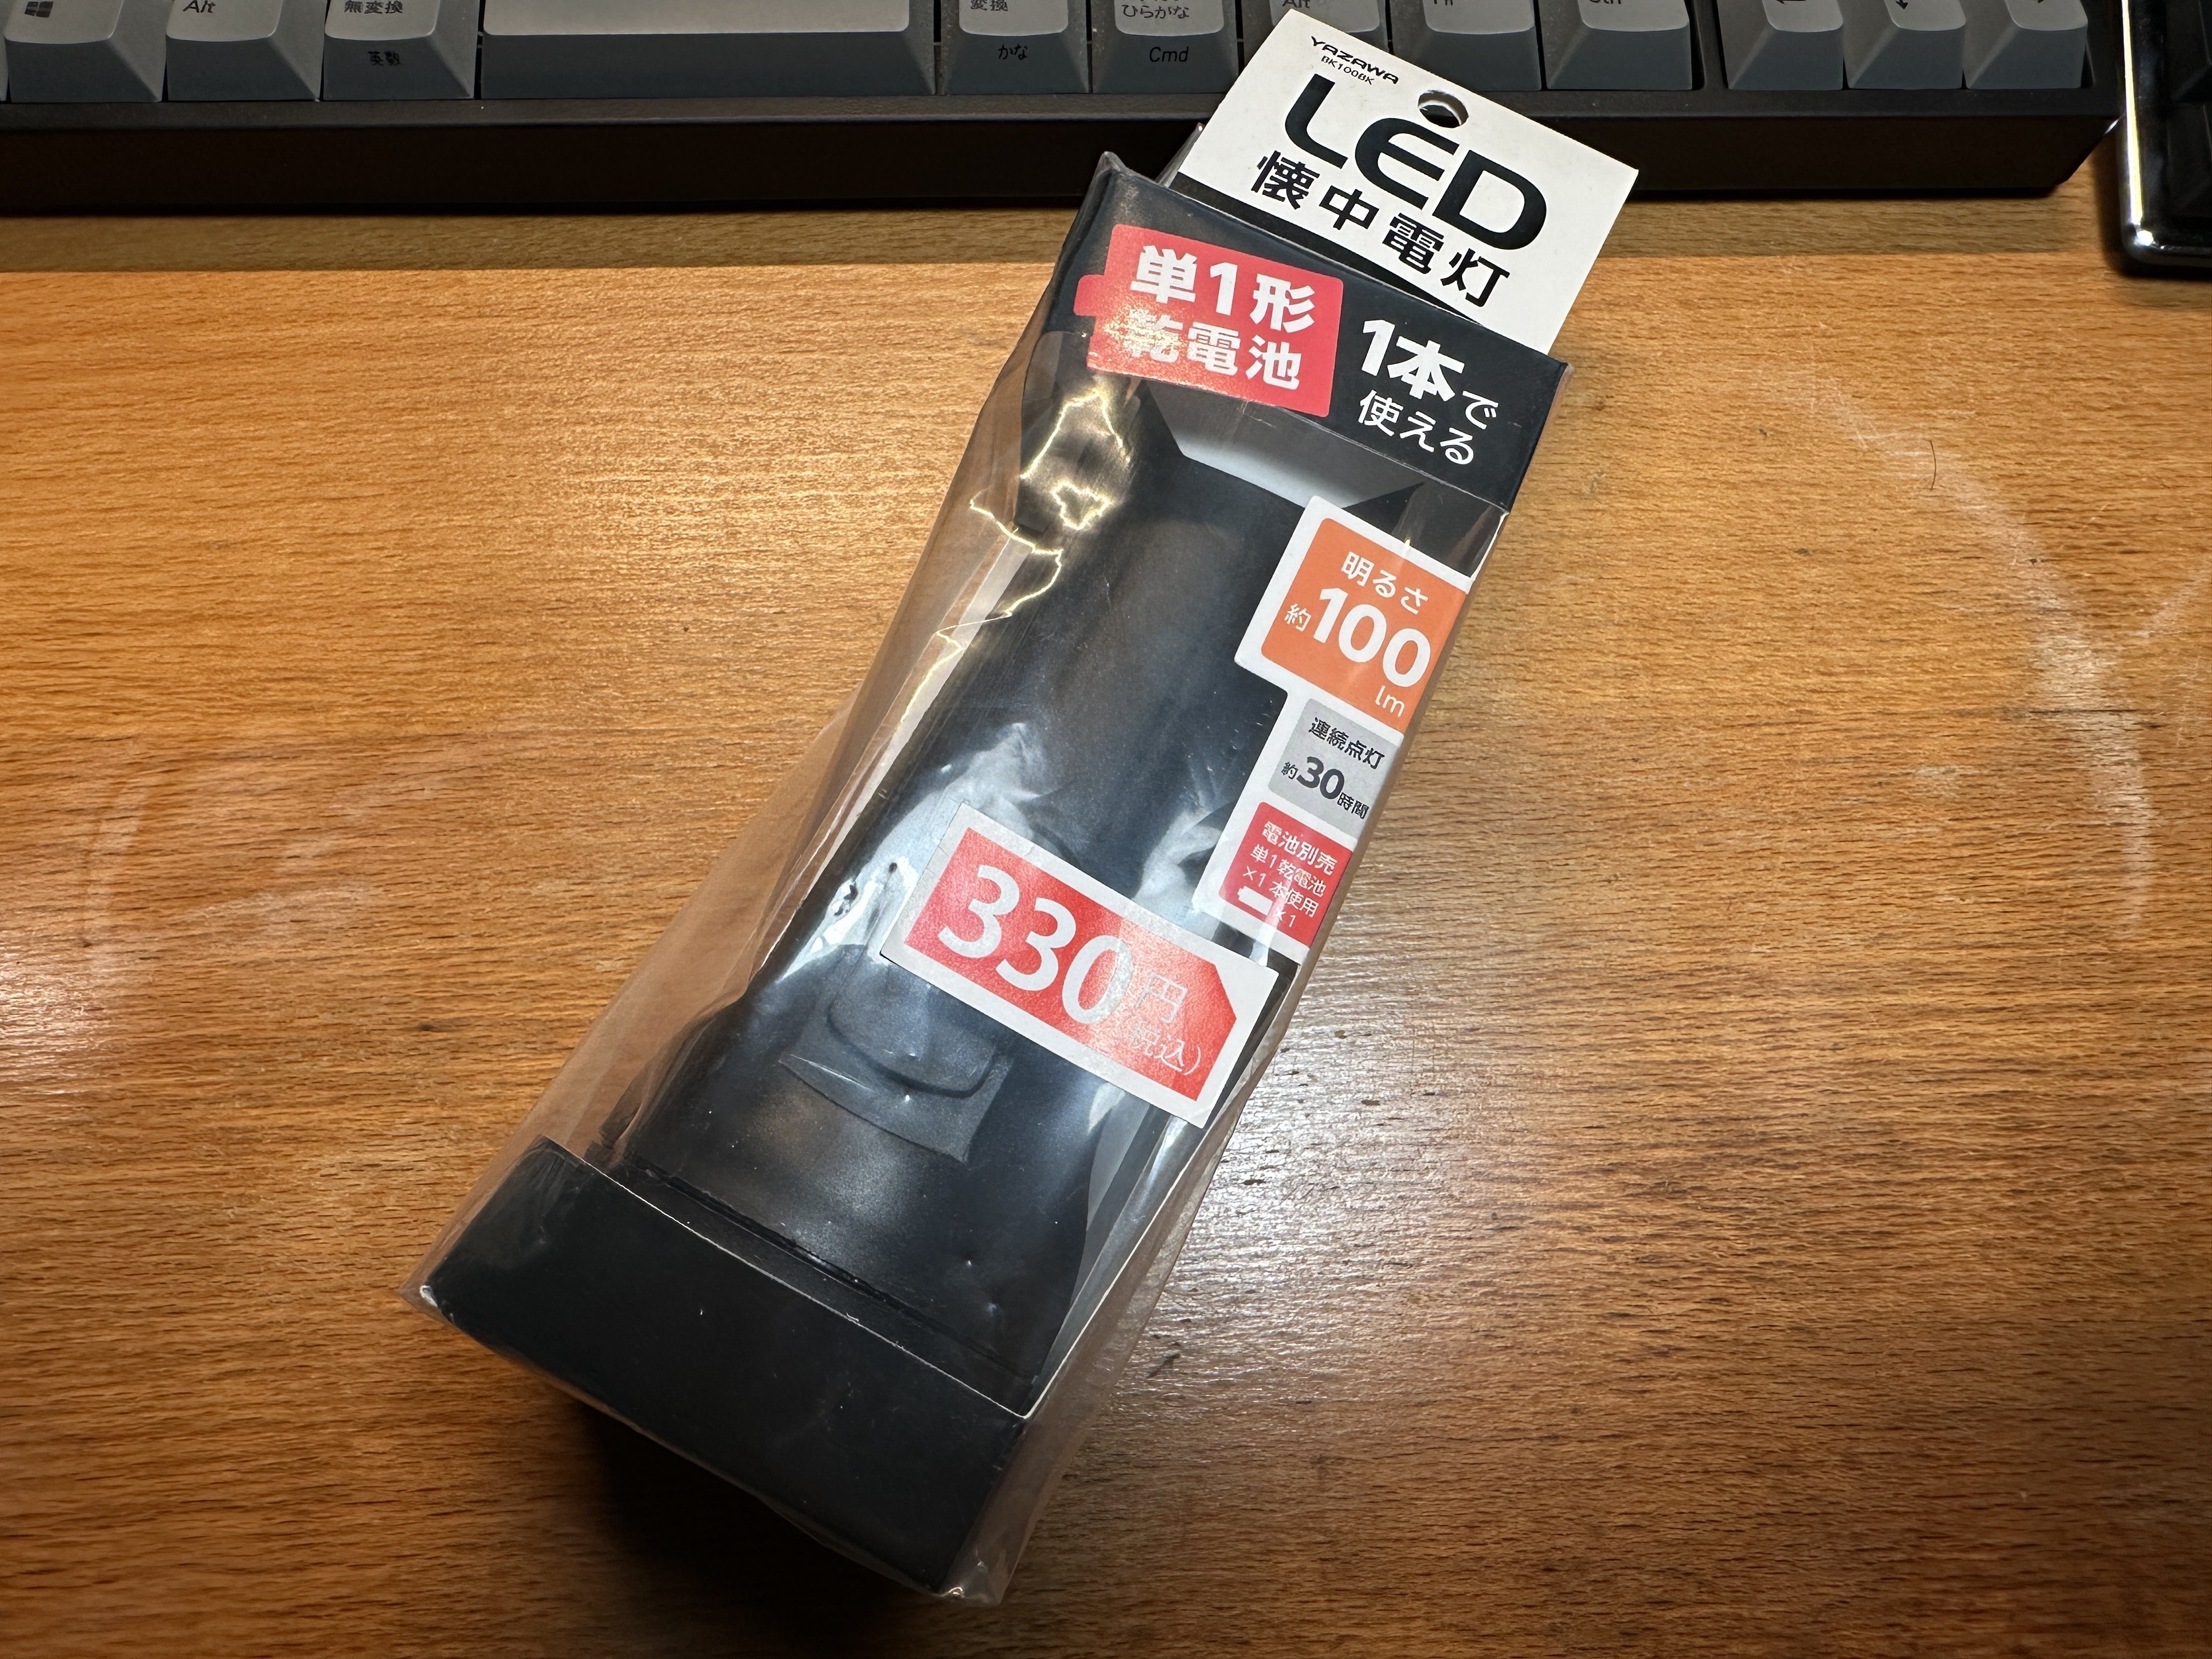 Alt
無変換
英数
変換
かな
ひらがな
Cmd
Alt
YAZAWA
BK100BK
LED
懐中電灯
単1形
乾電池
1本で
使える
明るさ
約100
lm
連続点灯
約30時間
電池別売
単1乾電池
×1本使用
×1
330円
税込)